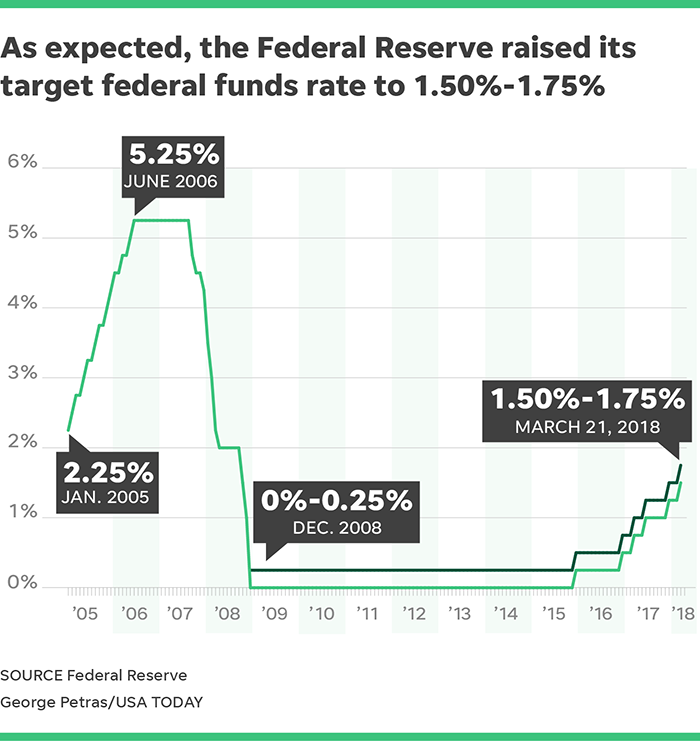 As expected, the Federal Reserve raised its
target federal funds rate to 1.50%-1.75%
6%
5.25%
JUNE 2006
5%
4%
3%
1.50%-1.75%
MARCH 21, 2018
2%
2.25%
JAN. 2005
0%-0.25%
DEC. 2008
1%
0%
’05 ’06 ’07 ’08 ’09 ’10 ’11 ’12 ’13 ’14 ’15 ’16 ’17 ’18
SOURCE Federal Reserve
George Petras/USA TODAY